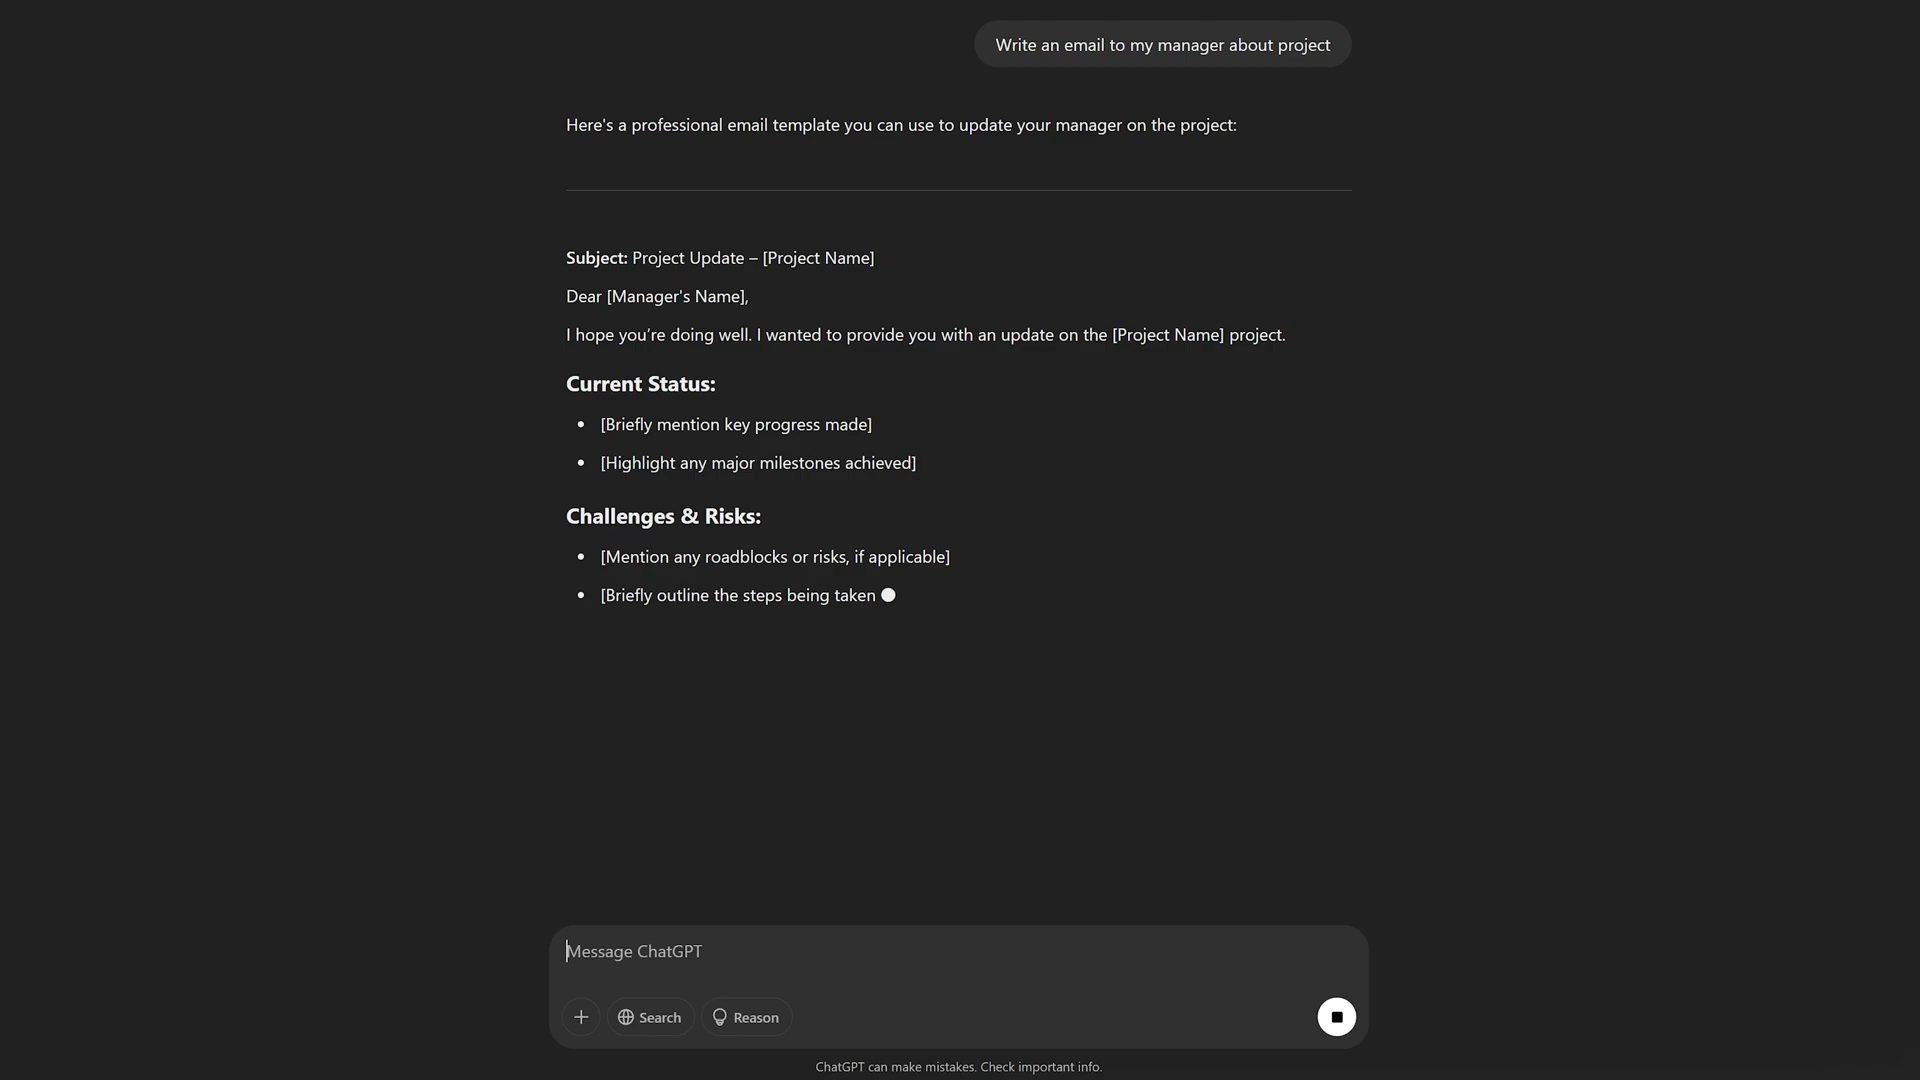 Write an email to my manager about project
Here's a professional email template you can use to update your manager on the project:
Subject: Project Update – [Project Name]
Dear [Manager's Name],
I hope you’re doing well. I wanted to provide you with an update on the [Project Name] project.
Current Status:
• [Briefly mention key progress made]
• [Highlight any major milestones achieved]
Challenges & Risks:
• [Mention any roadblocks or risks, if applicable]
• [Briefly outline the steps being taken
Message ChatGPT
Search Reason
ChatGPT can make mistakes. Check important info.